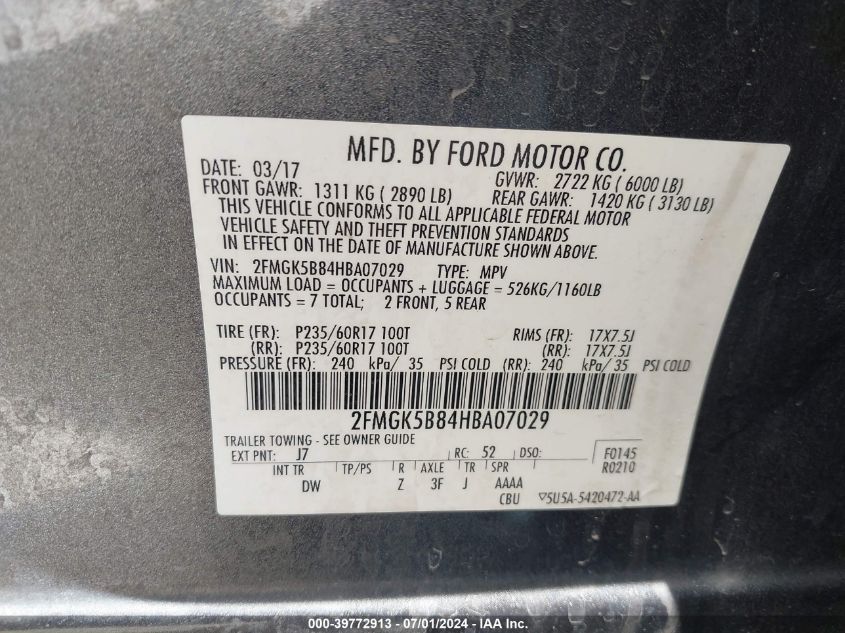 MFD. BY FORD MOTOR CO.
DATE: 03/17 GVWR: 2722 KG ( 6000 LB)
FRONT GAWR: 1311 KG ( 2890 LB) REAR GAWR: 1420 KG ( 3130 LB)
THIS VEHICLE CONFORMS TO ALL APPLICABLE FEDERAL MOTOR
VEHICLE SAFETY AND THEFT PREVENTION STANDARDS
IN EFFECT ON THE DATE OF MANUFACTURE SHOWN ABOVE.
VIN: 2FMGK5B84HBA07029 TYPE: MPV
MAXIMUM LOAD = OCCUPANTS + LUGGAGE = 526KG/1160LB
OCCUPANTS = 7 TOTAL; 2 FRONT, 5 REAR
TIRE (FR): P235/60R17 100T RIMS (FR): 17X7.5J
(RR): P235/60R17 100T (RR): 17X7.5J
PRESSURE (FR): 240 kPa/ 35 PSI COLD (RR): 240 kPa/ 35 PSI COLD
2FMGK5B84HBA07029
TRAILER TOWING - SEE OWNER GUIDE
EXT PNT: J7 RC: 52 DSO: F0145
R0210
INT TR TP/PS R AXLE TR SPR
DW Z 3F J AAAA
CBU 5U5A-5420472-AA
000-39772913 - 07/01/2024 - IAAI.com